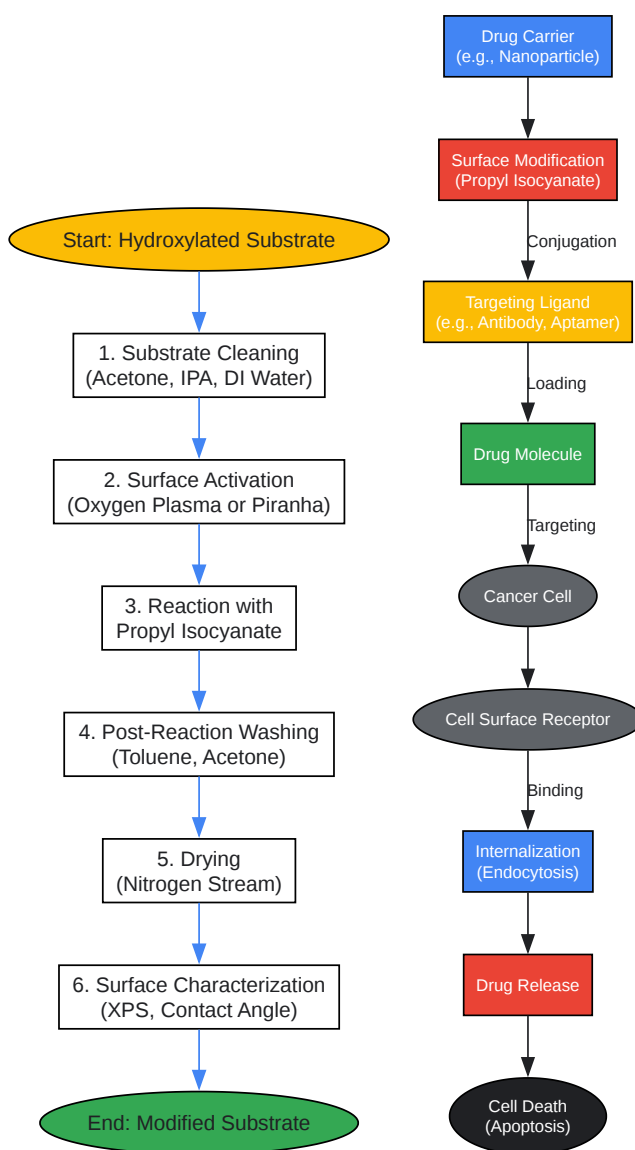 Start: Hydroxylated Substrate
1. Substrate Cleaning
(Acetone, IPA, DI Water)
2. Surface Activation
(Oxygen Plasma or Piranha)
3. Reaction with
Propyl Isocyanate
4. Post-Reaction Washing
(Toluene, Acetone)
5. Drying
(Nitrogen Stream)
6. Surface Characterization
(XPS, Contact Angle)
End: Modified Substrate
Drug Carrier
(e.g., Nanoparticle)
Surface Modification
(Propyl Isocyanate)
Conjugation
Targeting Ligand
(e.g., Antibody, Aptamer)
Loading
Drug Molecule
Targeting
Cancer Cell
Cell Surface Receptor
Binding
Internalization
(Endocytosis)
Drug Release
Cell Death
(Apoptosis)